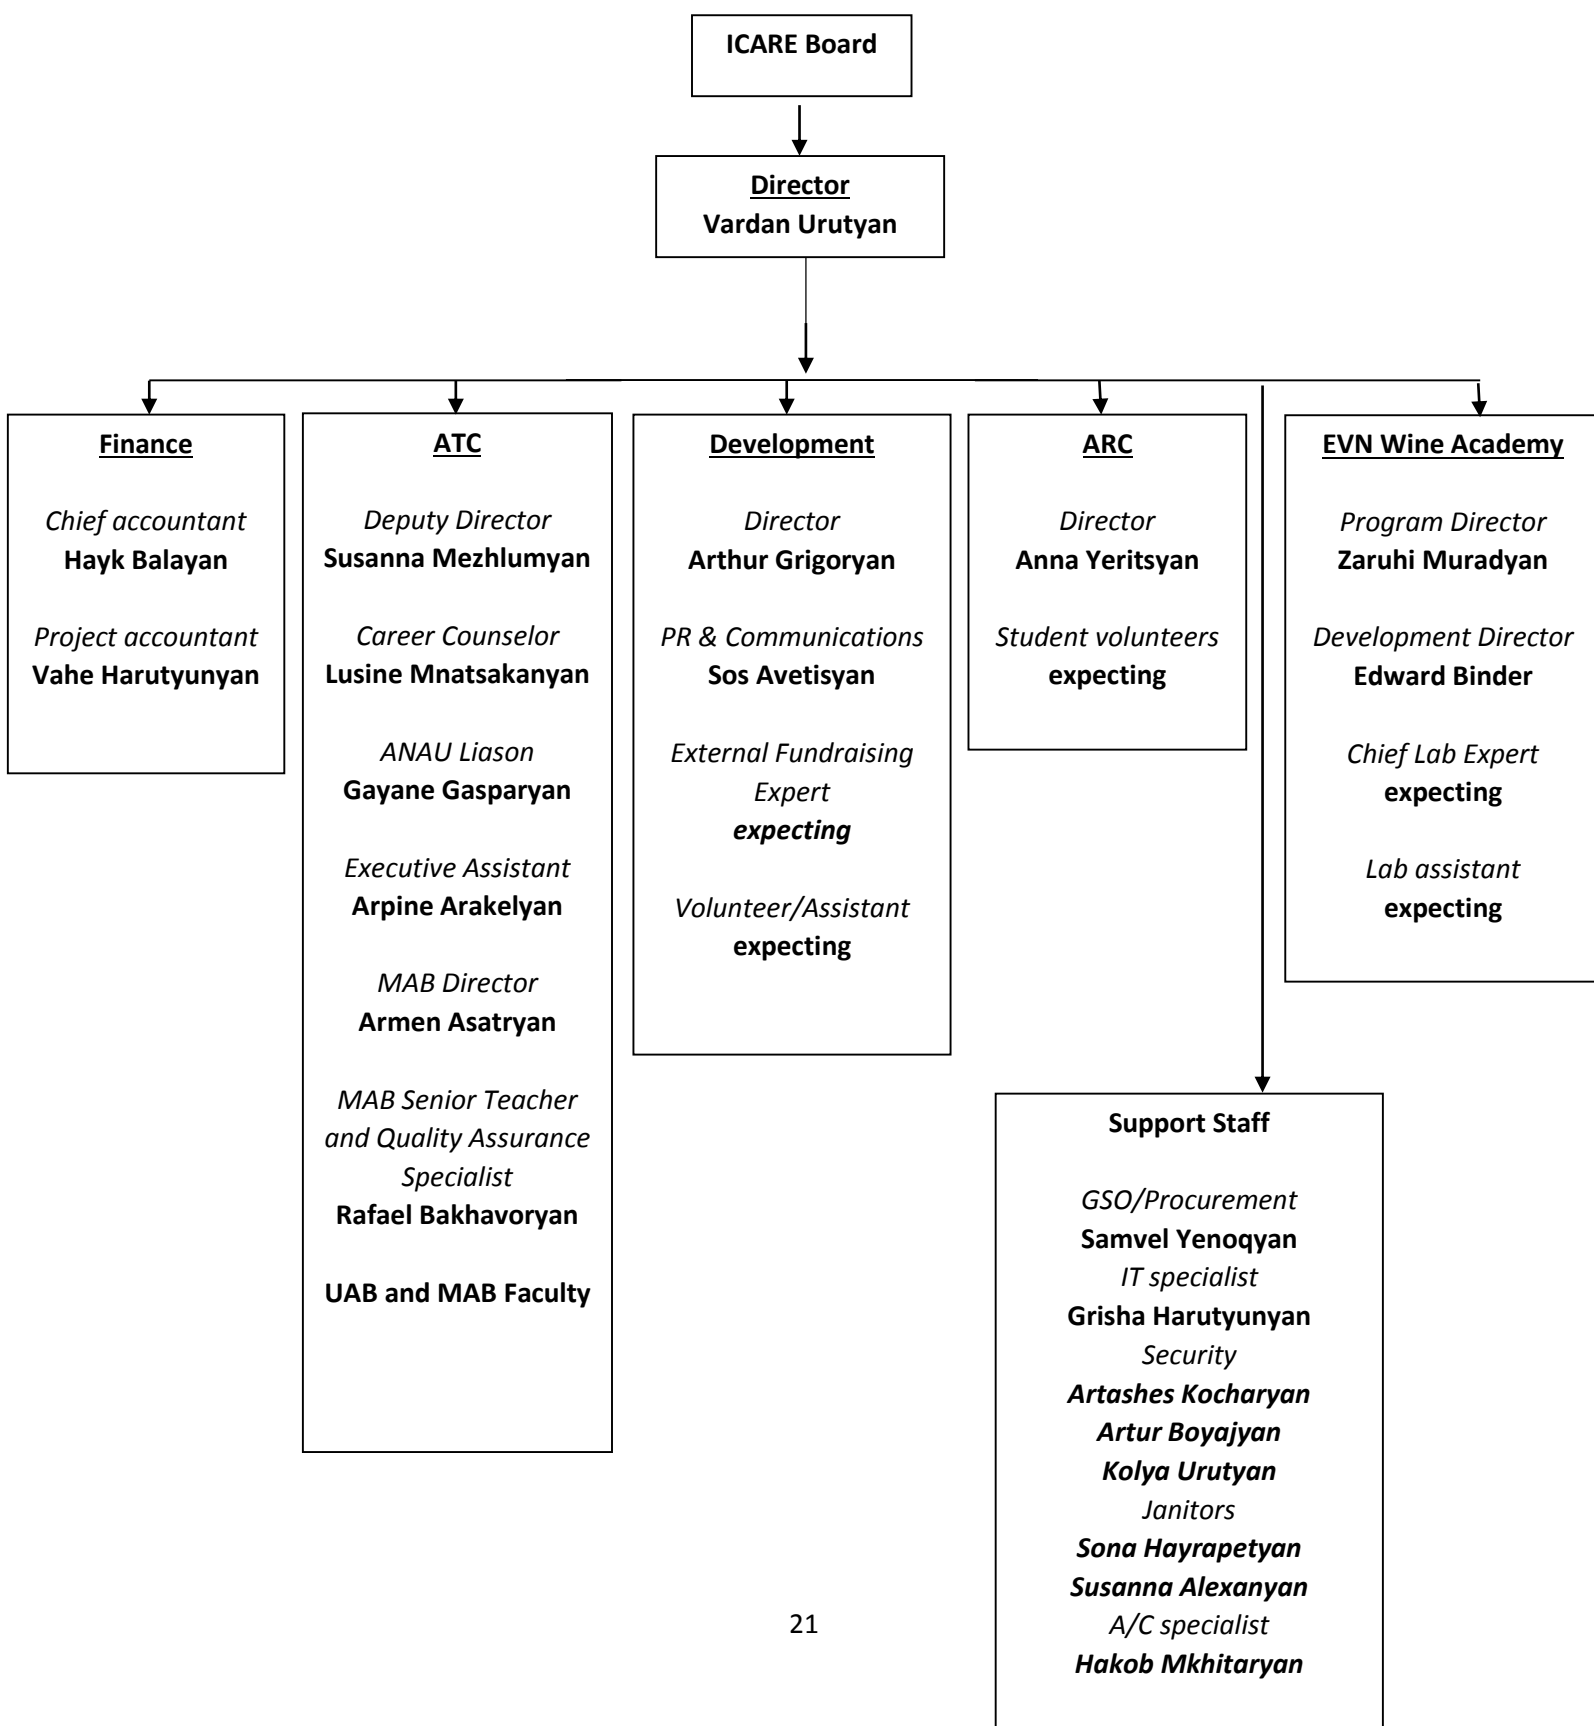 ICARE Board
Director
Vardan Urutyan
Finance
Chief accountant
Hayk Balayan
Project accountant
Vahe Harutyunyan
ATC
Deputy Director
Susanna Mezhlumyan
Career Counselor
Lusine Mnatsakanyan
ANAU Liason
Gayane Gasparyan
Executive Assistant
Arpine Arakelyan
MAB Director
Armen Asatryan
MAB Senior Teacher
and Quality Assurance
Specialist
Rafael Bakhavoryan
UAB and MAB Faculty
Development
Director
Arthur Grigoryan
PR & Communications
Sos Avetisyan
External Fundraising
Expert
expecting
Volunteer/Assistant
expecting
ARC
Director
Anna Yeritsyan
Student volunteers
expecting
EVN Wine Academy
Program Director
Zaruhi Muradyan
Development Director
Edward Binder
Chief Lab Expert
expecting
Lab assistant
expecting
Support Staff
GSO/Procurement
Samvel Yenoqyan
IT specialist
Grisha Harutyunyan
Security
Artashes Kocharyan
Artur Boyajyan
Kolya Urutyan
Janitors
Sona Hayrapetyan
Susanna Alexanyan
A/C specialist
Hakob Mkhitaryan
21